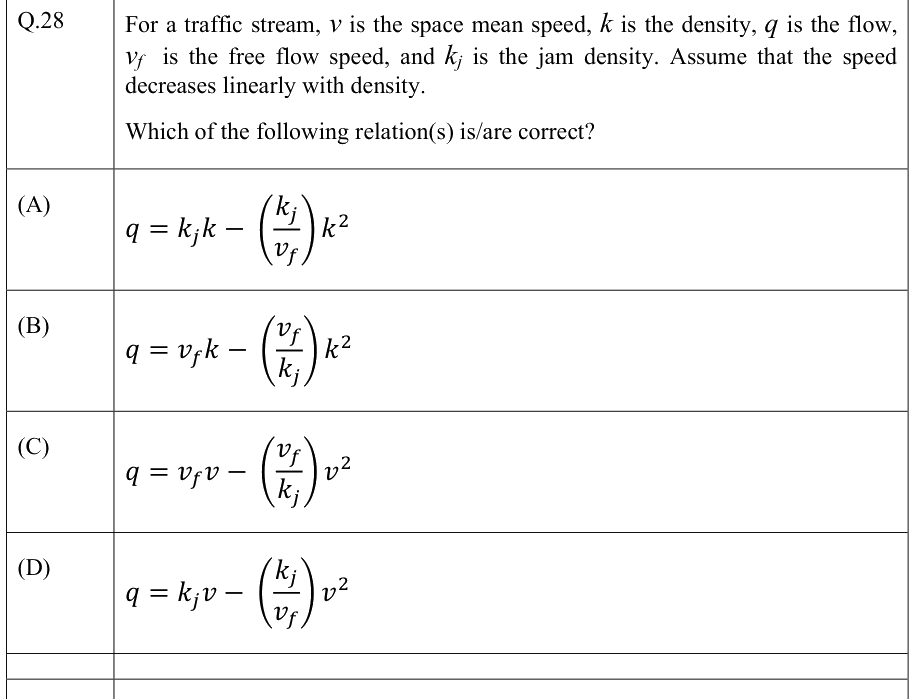 Q.28
For a traffic stream, v is the space mean speed, k is the density, q is the flow,
v_f is the free flow speed, and k_j is the jam density. Assume that the speed
decreases linearly with density.
Which of the following relation(s) is/are correct?
(A)
q = k_j k − (k_j / v_f) k²
(B)
q = v_f k − (v_f / k_j) k²
(C)
q = v_f v − (v_f / k_j) v²
(D)
q = k_j v − (k_j / v_f) v²